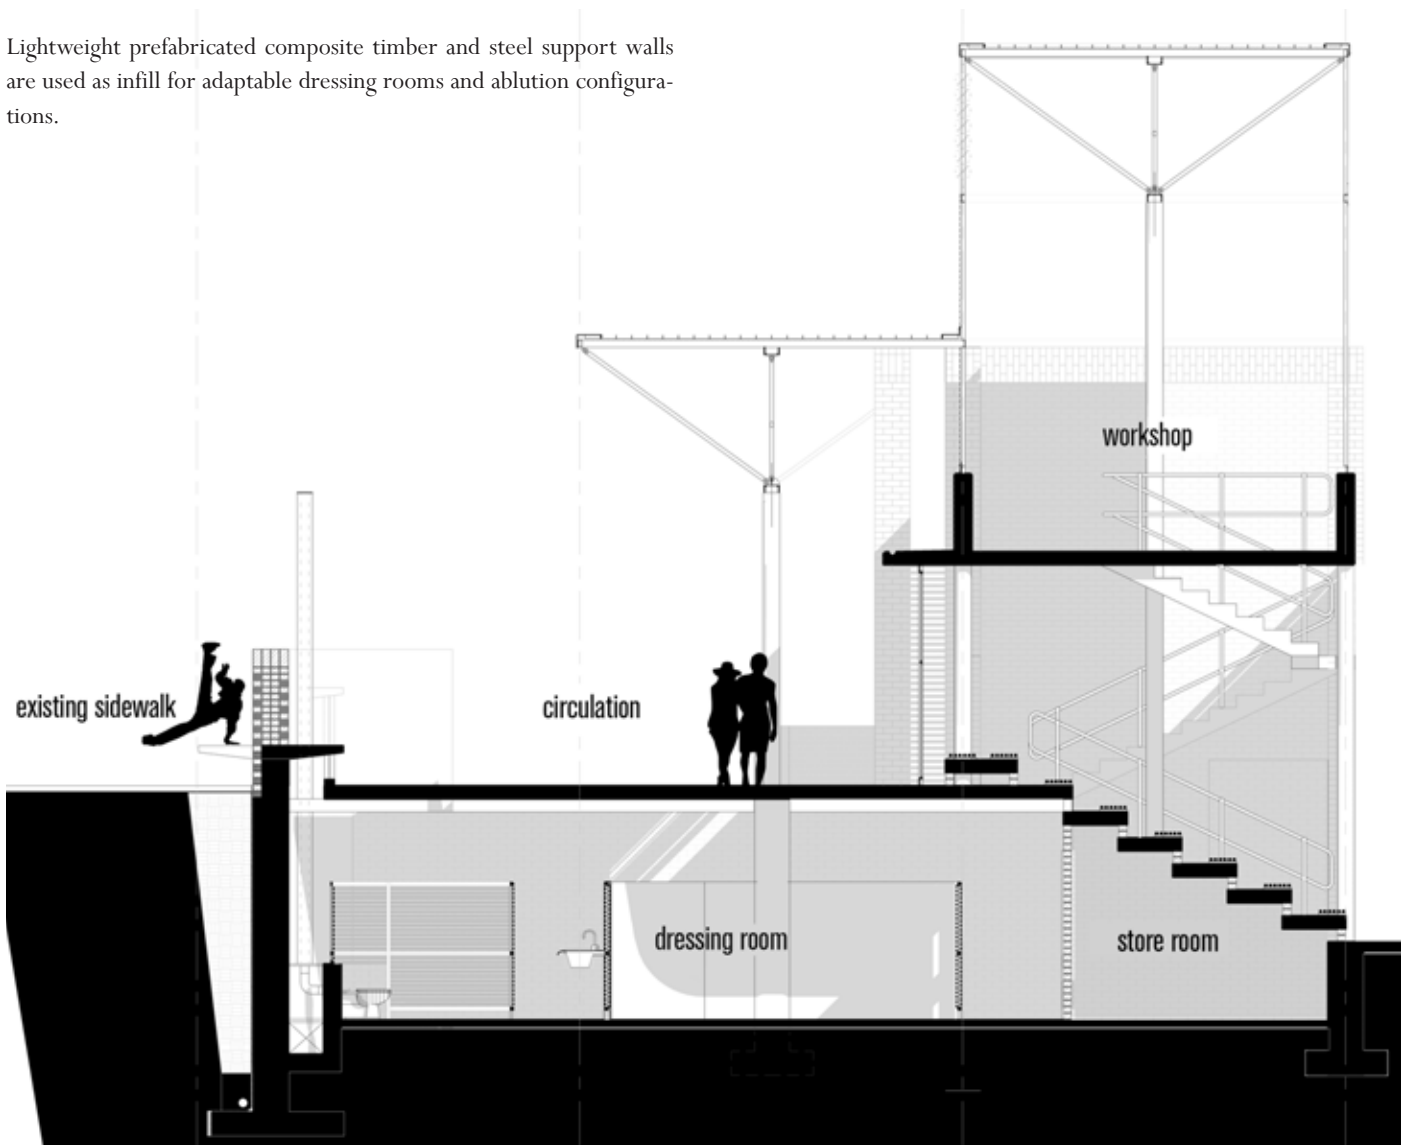 Lightweight prefabricated composite timber and steel support walls
are used as infill for adaptable dressing rooms and ablution configura-
tions.
workshop
existing sidewalk
circulation
dressing room
store room